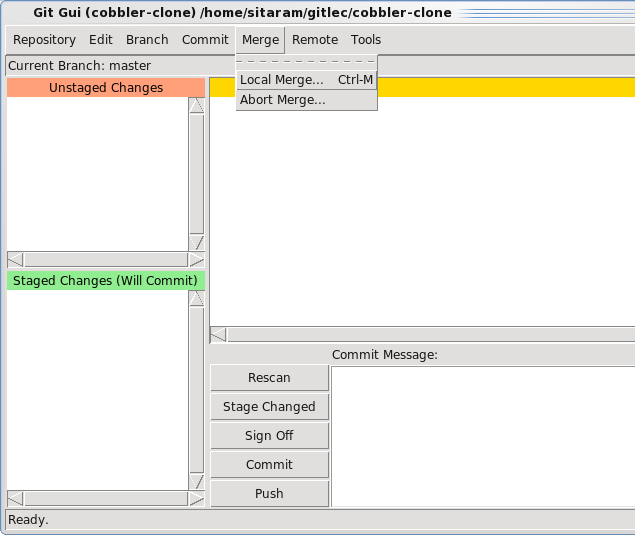 Git Gui (cobbler-clone) /home/sitaram/gitlec/cobbler-clone
Repository Edit Branch Commit Merge Remote Tools
Current Branch: master
Local Merge... Ctrl-M
Abort Merge...
Unstaged Changes
Staged Changes (Will Commit)
Commit Message:
Rescan
Stage Changed
Sign Off
Commit
Push
Ready.